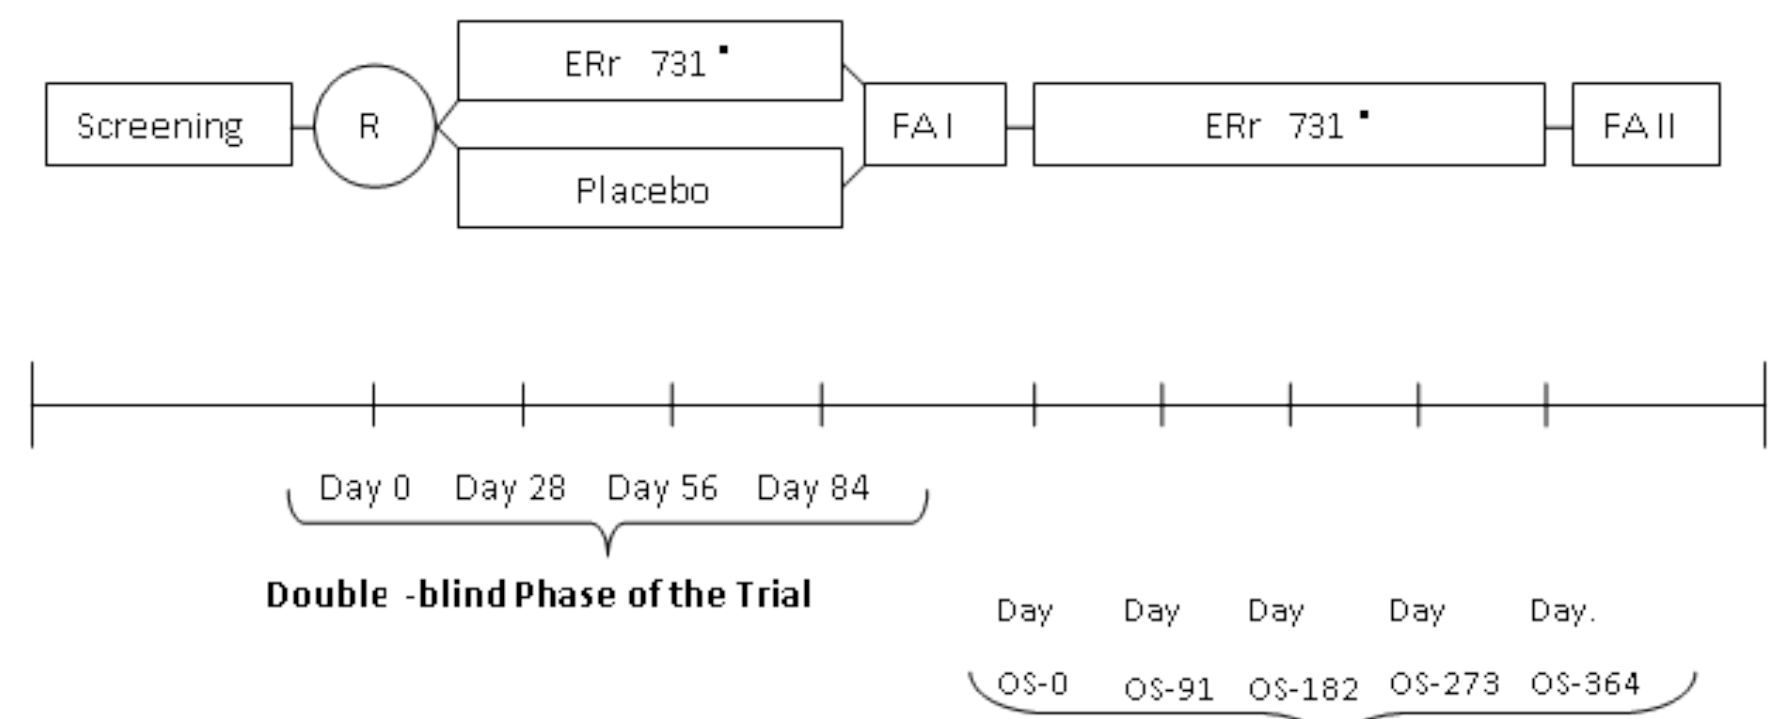 ERr 731▪
Screening
R
FA I
ERr 731▪
FA II
Placebo
Day 0 Day 28 Day 56 Day 84
Double -blind Phase of the Trial
Day Day Day Day Day.
OS-0 OS-91 OS-182 OS-273 OS-364